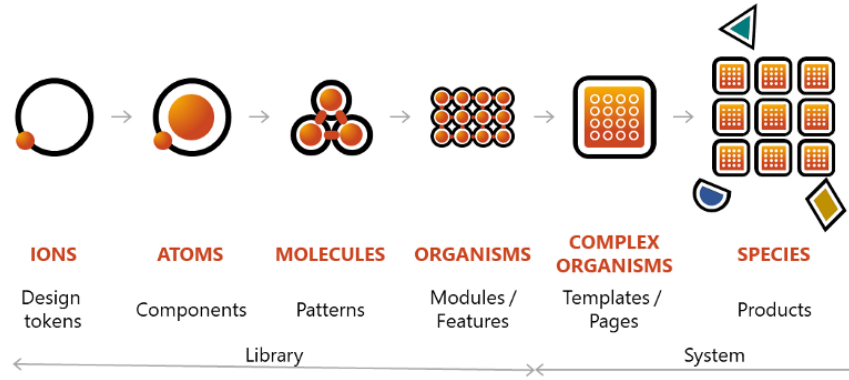 IONS
ATOMS
MOLECULES
ORGANISMS
COMPLEX
ORGANISMS
SPECIES
Design
tokens
Components
Patterns
Modules /
Features
Templates /
Pages
Products
Library
System